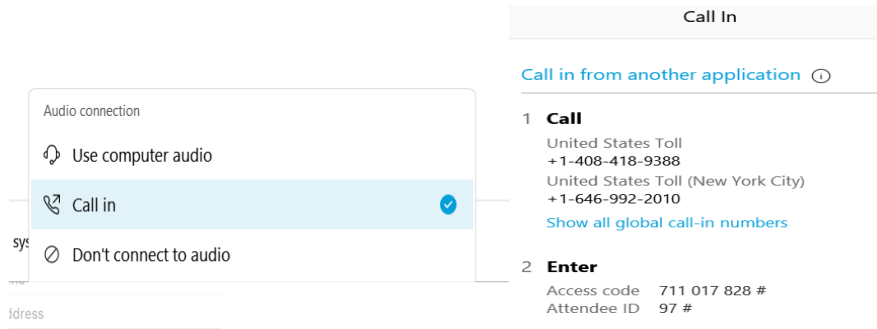 Audio connection
Use computer audio
Call in
Don't connect to audio
sys
ddress
Call In
Call in from another application
1 Call
United States Toll
+1-408-418-9388
United States Toll (New York City)
+1-646-992-2010
Show all global call-in numbers
2 Enter
Access code 711 017 828 #
Attendee ID 97 #